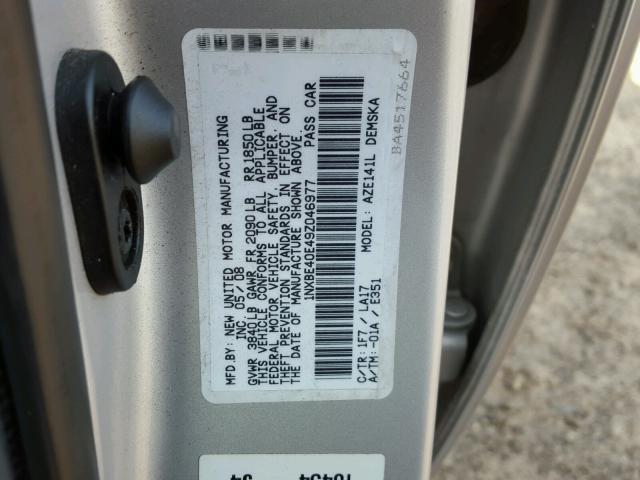 MFD.BY: NEW UNITED MOTOR MANUFACTURING
INC. 05/08
GVWR 3840LB GAWR FR 2090LB RR 1850LB
THIS VEHICLE CONFORMS TO ALL APPLICABLE
FEDERAL MOTOR VEHICLE SAFETY, BUMPER, AND
THEFT PREVENTION STANDARDS IN EFFECT ON
THE DATE OF MANUFACTURE SHOWN ABOVE.
1NXBE40E49Z046977 PASS CAR
MODEL: AZE141L DEMSKA
C/TR: 1F7 / LA17
A/TM: -01A / E351
BA4517664